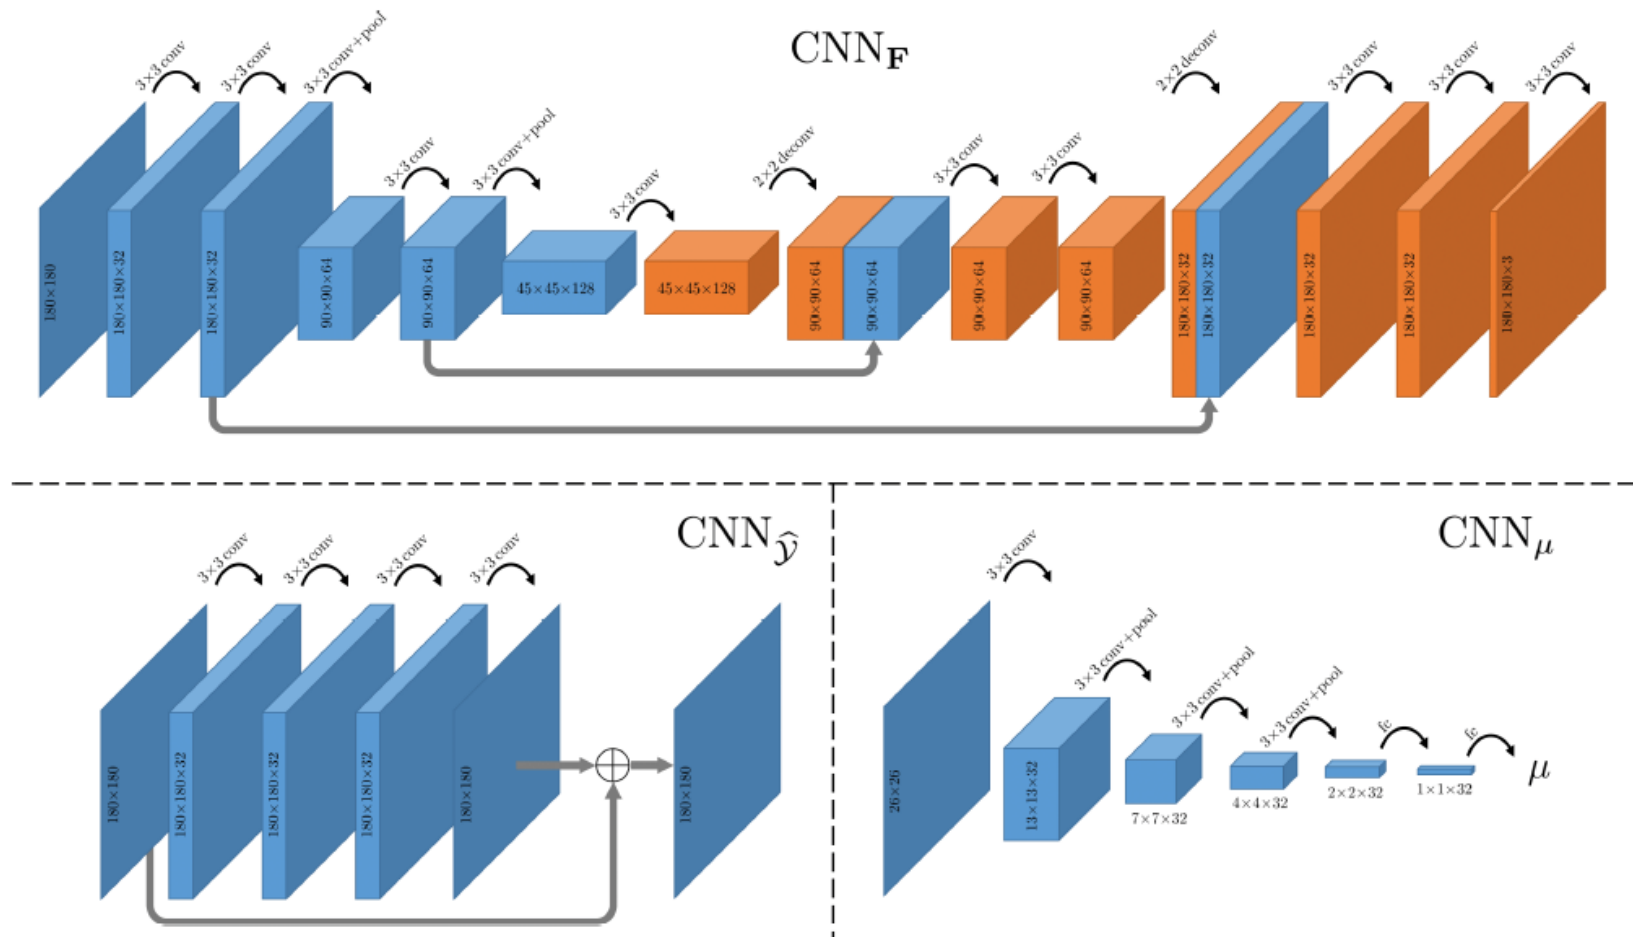 CNN_F
3×3 conv
3×3 conv
3×3 conv+pool
3×3 conv
3×3 conv+pool
3×3 conv
2×2 deconv
3×3 conv
3×3 conv
2×2 deconv
3×3 conv
3×3 conv
3×3 conv
180×180
180×180×32
180×180×32
90×90×64
90×90×64
45×45×128
45×45×128
90×90×64
90×90×64
90×90×64
90×90×64
180×180×32
180×180×32
180×180×32
180×180×32
180×180×3
CNN_ŷ
3×3 conv
3×3 conv
3×3 conv
3×3 conv
180×180
180×180×32
180×180×32
180×180×32
180×180
180×180
CNN_μ
3×3 conv
3×3 conv+pool
3×3 conv+pool
3×3 conv+pool
fc
fc
26×26
13×13×32
7×7×32
4×4×32
2×2×32
1×1×32
μ